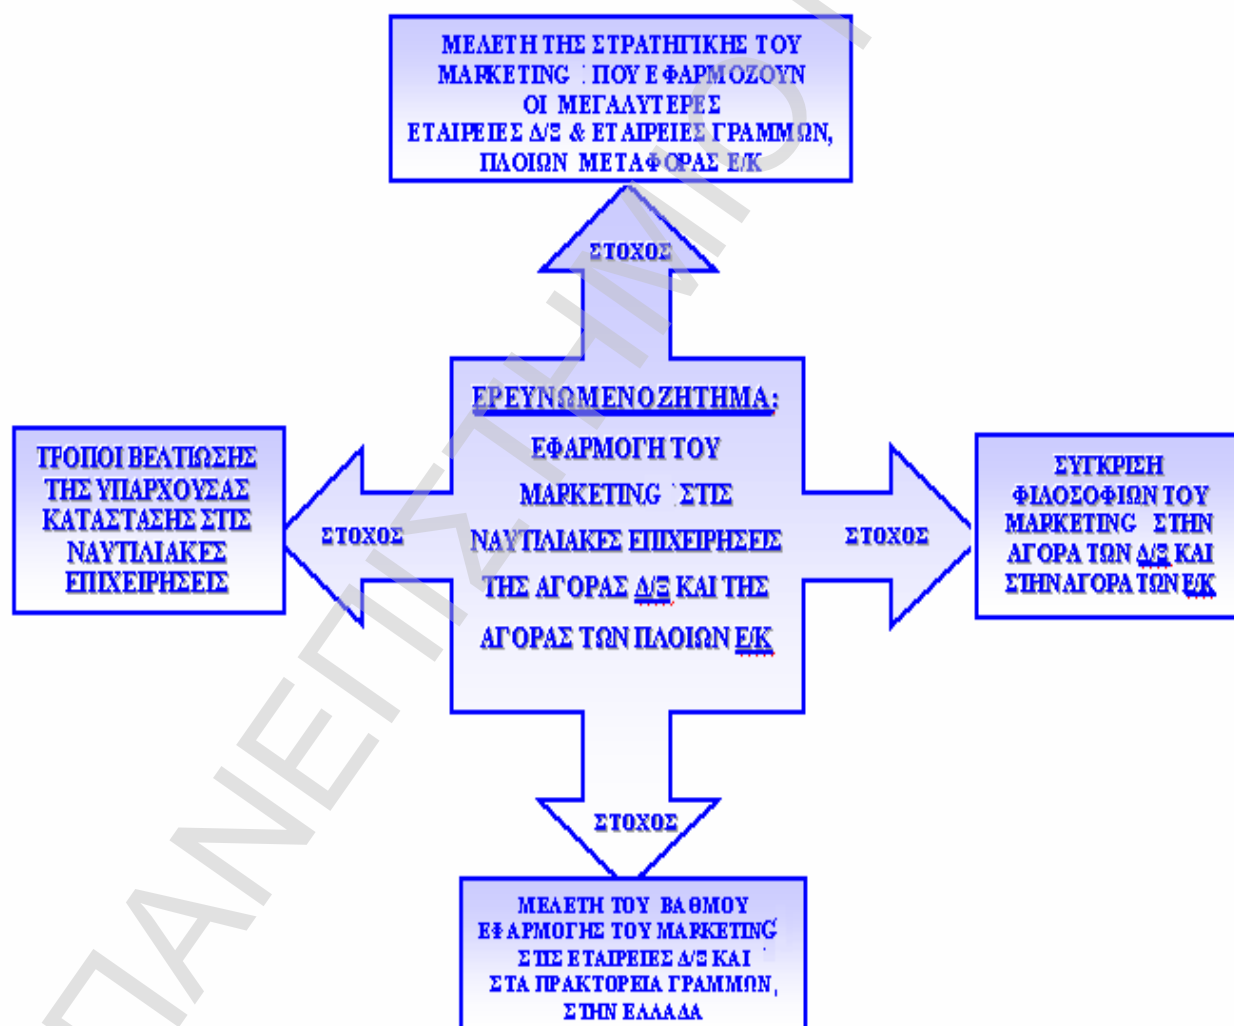 ΜΕΛΕΤΗ ΤΗΣ ΣΤΡΑΤΗΓΙΚΗΣ ΤΟΥ
MARKETING ΠΟΥ ΕΦΑΡΜΟΖΟΥΝ
ΟΙ ΜΕΓΑΛΥΤΕΡΕΣ
ΕΤΑΙΡΕΙΕΣ Δ/Ξ & ΕΤΑΙΡΕΙΕΣ ΓΡΑΜΜΩΝ,
ΠΛΟΙΩΝ ΜΕΤΑΦΟΡΑΣ Ε/Κ
ΣΤΟΧΟΣ
ΕΡΕΥΝΩΜΕΝΟ ΖΗΤΗΜΑ:
ΕΦΑΡΜΟΓΗ ΤΟΥ
MARKETING ΣΤΙΣ
ΝΑΥΤΙΛΙΑΚΕΣ ΕΠΙΧΕΙΡΗΣΕΙΣ
ΤΗΣ ΑΓΟΡΑΣ Δ/Ξ ΚΑΙ ΤΗΣ
ΑΓΟΡΑΣ ΤΩΝ ΠΛΟΙΩΝ Ε/Κ
ΤΡΟΠΟΙ ΒΕΛΤΙΩΣΗΣ
ΤΗΣ ΥΠΑΡΧΟΥΣΑΣ
ΚΑΤΑΣΤΑΣΗΣ ΣΤΙΣ
ΝΑΥΤΙΛΙΑΚΕΣ
ΕΠΙΧΕΙΡΗΣΕΙΣ
ΣΤΟΧΟΣ
ΣΤΟΧΟΣ
ΣΥΓΚΡΙΣΗ
ΦΙΛΟΣΟΦΙΩΝ ΤΟΥ
MARKETING ΣΤΗΝ
ΑΓΟΡΑ ΤΩΝ Δ/Ξ ΚΑΙ
ΣΤΗΝ ΑΓΟΡΑ ΤΩΝ Ε/Κ
ΣΤΟΧΟΣ
ΜΕΛΕΤΗ ΤΟΥ ΒΑΘΜΟΥ
ΕΦΑΡΜΟΓΗΣ ΤΟΥ MARKETING
ΣΤΙΣ ΕΤΑΙΡΕΙΕΣ Δ/Ξ ΚΑΙ
ΣΤΑ ΠΡΑΚΤΟΡΕΙΑ ΓΡΑΜΜΩΝ,
ΣΤΗΝ ΕΛΛΑΔΑ
ΠΑΝΕΠΙΣΤΗΜΙΟ